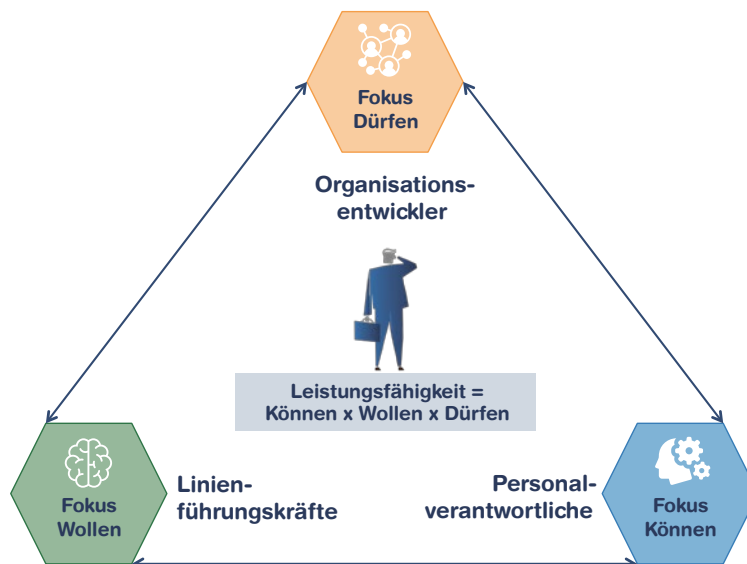 Fokus
Dürfen
Organisations-
entwickler
Leistungsfähigkeit =
Können x Wollen x Dürfen
Fokus
Wollen
Linien-
führungskräfte
Personal-
verantwortliche
Fokus
Können